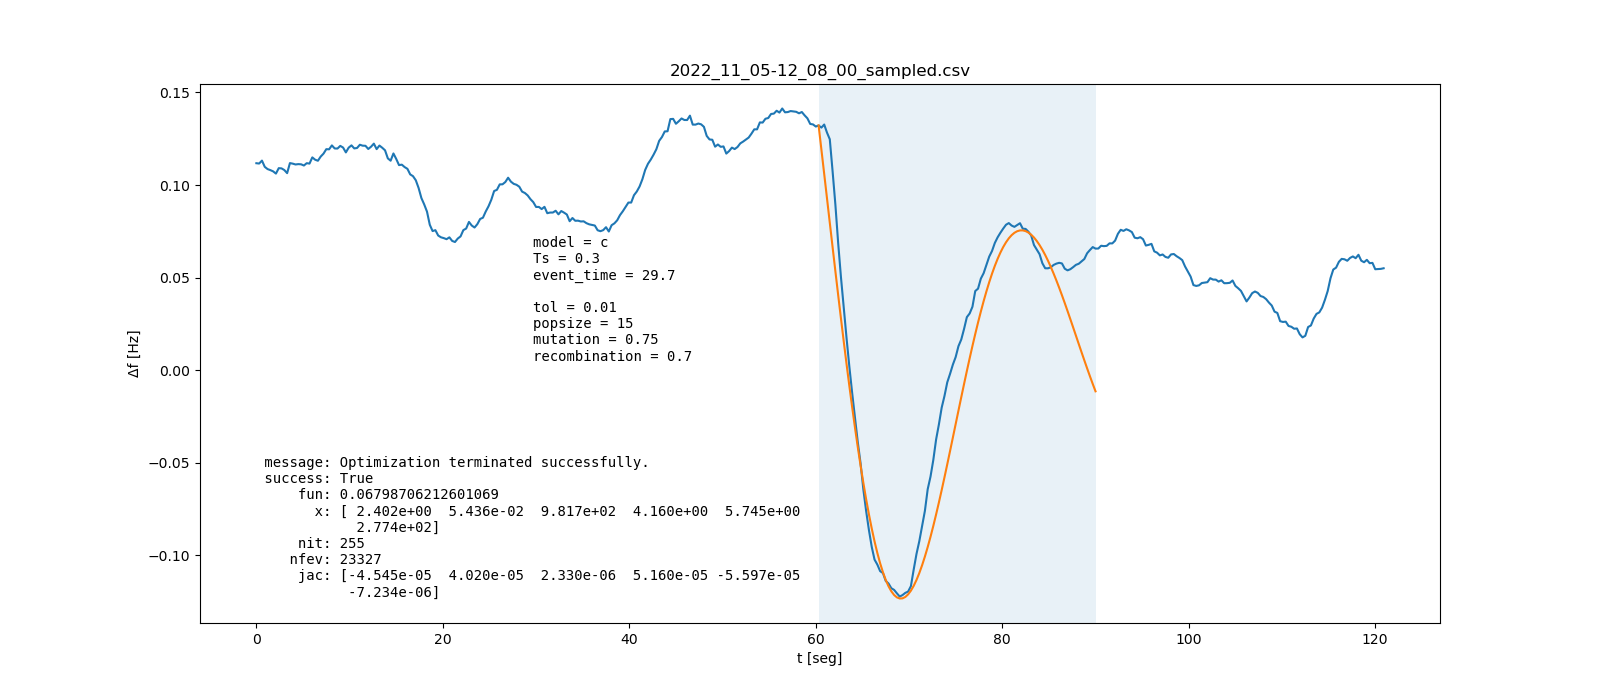 2022_11_05-12_08_00_sampled.csv
0.15
0.10
0.05
0.00
−0.05
−0.10
Δf [Hz]
model = c
Ts = 0.3
event_time = 29.7
tol = 0.01
popsize = 15
mutation = 0.75
recombination = 0.7
message: Optimization terminated successfully.
success: True
fun: 0.06798706212601069
x: [ 2.402e+00  5.436e-02  9.817e+02  4.160e+00  5.745e+00
2.774e+02]
nit: 255
nfev: 23327
jac: [-4.545e-05  4.020e-05  2.330e-06  5.160e-05 -5.597e-05
-7.234e-06]
0 20 40 60 80 100 120
t [seg]